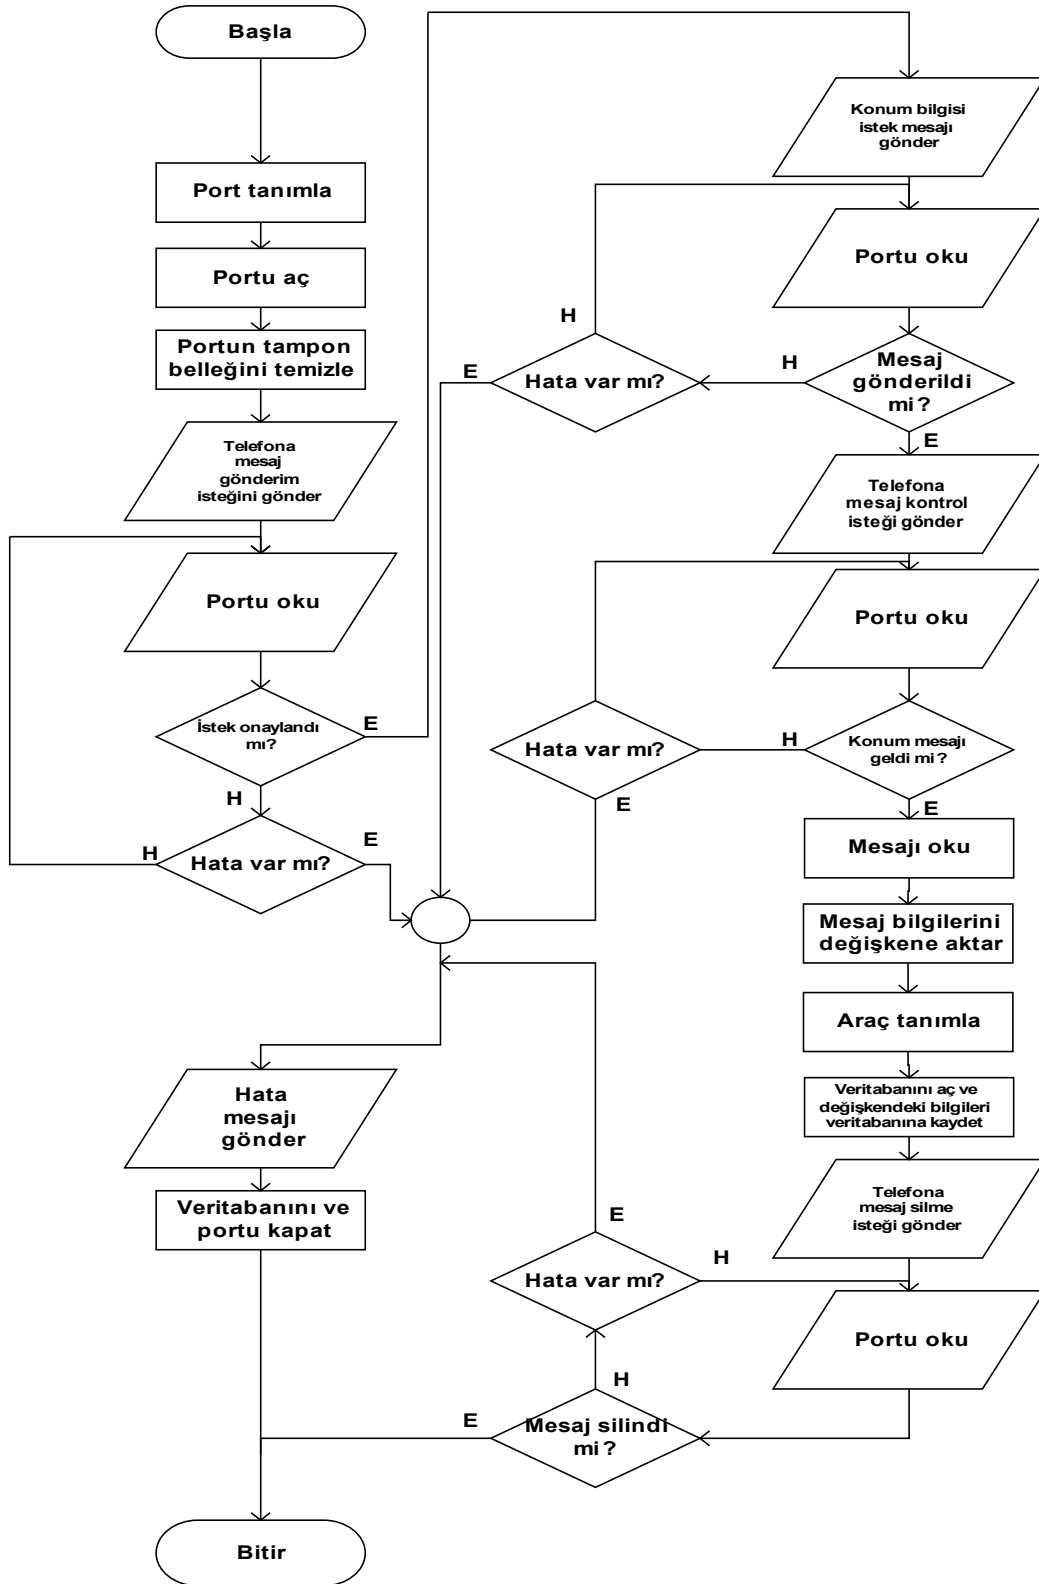 Başla
Port tanımla
Portu aç
Portun tampon
belleğini temizle
Telefona
mesaj
gönderim
isteğini gönder
Portu oku
İstek onaylandı
mı?
E
H
Hata var mı?
H
E
Konum bilgisi
istek mesajı
gönder
Portu oku
Mesaj
gönderildi
mi?
H
E
Hata var mı?
H
E
Telefona
mesaj kontrol
isteği gönder
Portu oku
Konum mesajı
geldi mi?
H
E
Hata var mı?
E
Mesajı oku
Mesaj bilgilerini
değişkene aktar
Araç tanımla
Veritabanını aç ve
değişkendeki bilgileri
veritabanına kaydet
Telefona
mesaj silme
isteği gönder
Portu oku
Mesaj silindi
mi?
H
E
Hata var mı?
E
H
Hata
mesajı
gönder
Veritabanını ve
portu kapat
Bitir